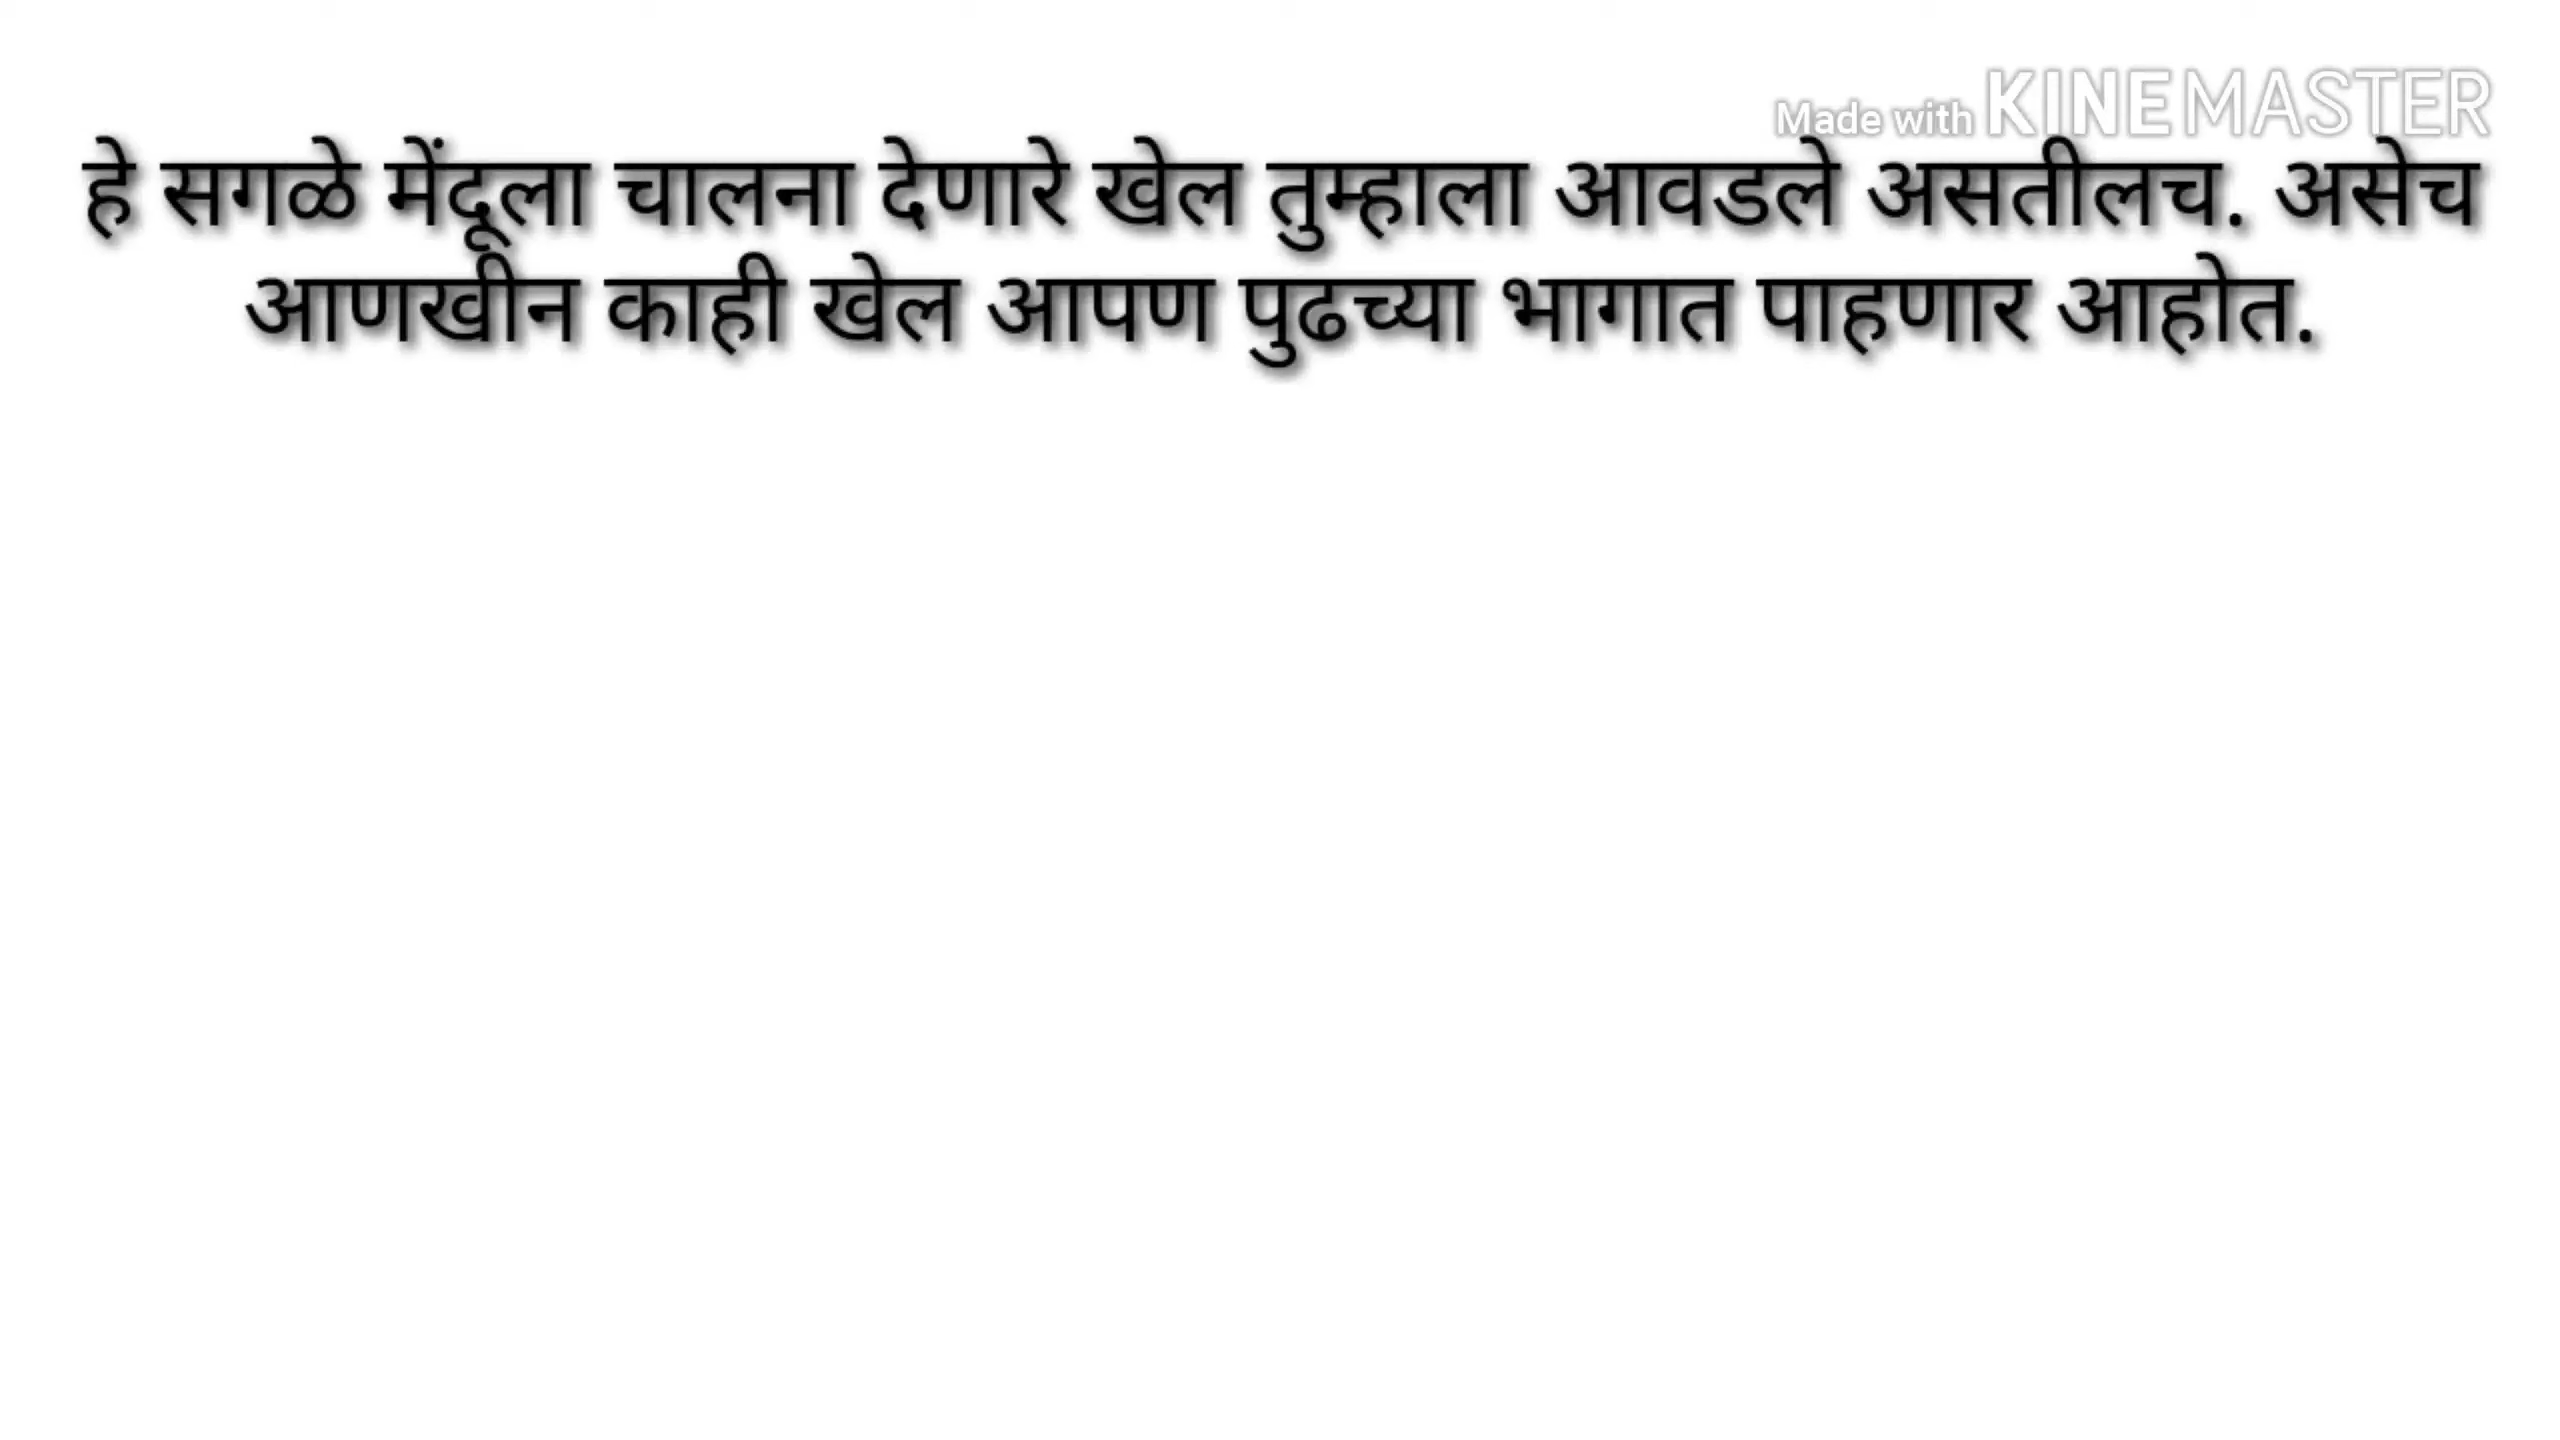 Made with KINEMASTER
हे सगळे मेंदूला चालना देणारे खेल तुम्हाला आवडले असतीलच. असेच
आणखीन काही खेल आपण पुढच्या भागात पाहणार आहोत.